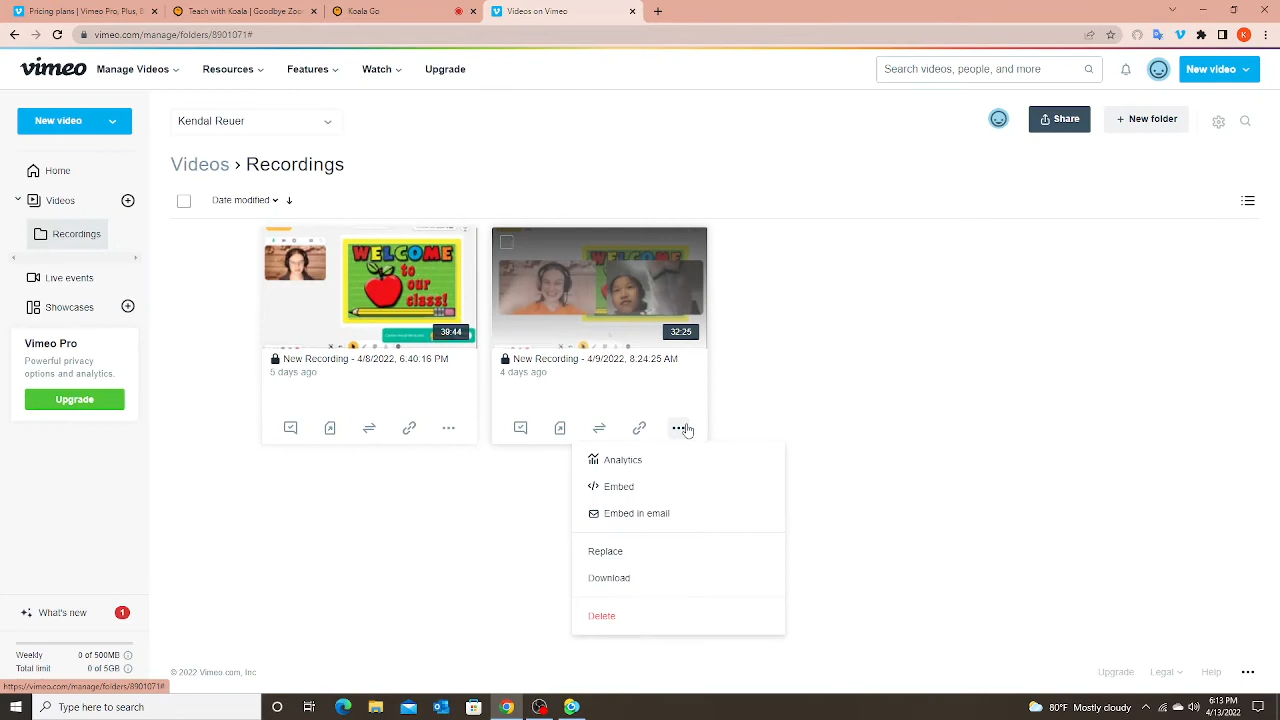 Pricing plans | Vimeo Pro, Plus, E
Teach with Koala | Goodbye Zoom
Koala Go
Videos on Vimeo
vimeo.com/manage/folders/8901071#
K
vimeo
Manage Videos
Resources
Features
Watch
Upgrade
Search videos, people, and more
New video
New video
Kendal Reuer
Share
+ New folder
Home
Videos
Recordings
Live events
Showcases
Videos › Recordings
Date modified
WELCOME
to our
class!
39:44
New Recording - 4/8/2022, 6:40:16 PM
5 days ago
32:25
New Recording - 4/9/2022, 8:24:25 AM
4 days ago
Vimeo Pro
Powerful privacy
options and analytics.
Upgrade
Analytics
Embed
Embed in email
Replace
Download
Delete
What's new
1
Weekly 0 of 500MB
Total limit 0 of 5GB
© 2022 Vimeo.com, Inc
Upgrade
Legal
Help
https://vimeo.com/manage/folders/8901071#
Type here to search
80°F Mostly cloudy
6:13 PM
4/13/2022